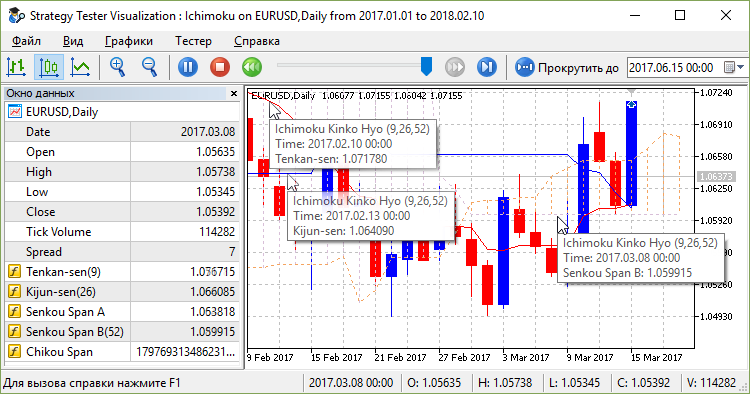 Strategy Tester Visualization : Ichimoku on EURUSD,Daily from 2017.01.01 to 2018.02.10
Файл Вид Графики Тестер Справка
Прокрутить до 2017.06.15 00:00
Окно данных
EURUSD,Daily
Date 2017.03.08
Open 1.05635
High 1.05738
Low 1.05345
Close 1.05392
Tick Volume 114282
Spread 7
Tenkan-sen(9) 1.056715
Kijun-sen(26) 1.066085
Senkou Span A 1.063818
Senkou Span B(52) 1.059915
Chikou Span 179769313486231...
EURUSD,Daily 1.06677 1.07155 1.06042 1.07155
Ichimoku Kinko Hyo (9,26,52)
Time: 2017.02.10 00:00
Tenkan-sen: 1.071780
Ichimoku Kinko Hyo (9,26,52)
Time: 2017.02.13 00:00
Kijun-sen: 1.064090
Ichimoku Kinko Hyo (9,26,52)
Time: 2017.03.08 00:00
Senkou Span B: 1.059915
1.07240
1.06910
1.06580
1.06373
1.06250
1.05920
1.05260
1.04930
9 Feb 2017 15 Feb 2017 21 Feb 2017 27 Feb 2017 3 Mar 2017 9 Mar 2017 15 Mar 2017
Для вызова справки нажмите F1 2017.03.08 00:00 O: 1.05635 H: 1.05738 L: 1.05345 C: 1.05392 V: 114282